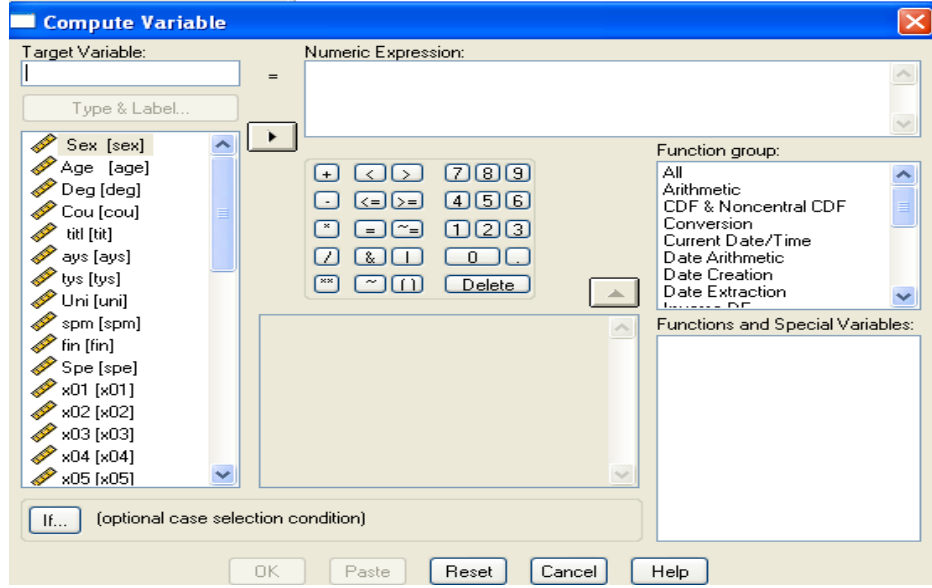 Compute Variable
Target Variable:
=
Numeric Expression:
Type & Label...
Sex [sex]
Age [age]
Deg [deg]
Cou [cou]
titl [tit]
ays [ays]
tys [tys]
Uni [uni]
spm [spm]
fin [fin]
Spe [spe]
x01 [x01]
x02 [x02]
x03 [x03]
x04 [x04]
x05 [x05]
+ < > 7 8 9
- <= >= 4 5 6
* = ~= 1 2 3
/ & | 0 .
** ~ ( ) Delete
Function group:
All
Arithmetic
CDF & Noncentral CDF
Conversion
Current Date/Time
Date Arithmetic
Date Creation
Date Extraction
Functions and Special Variables:
If... (optional case selection condition)
OK Paste Reset Cancel Help